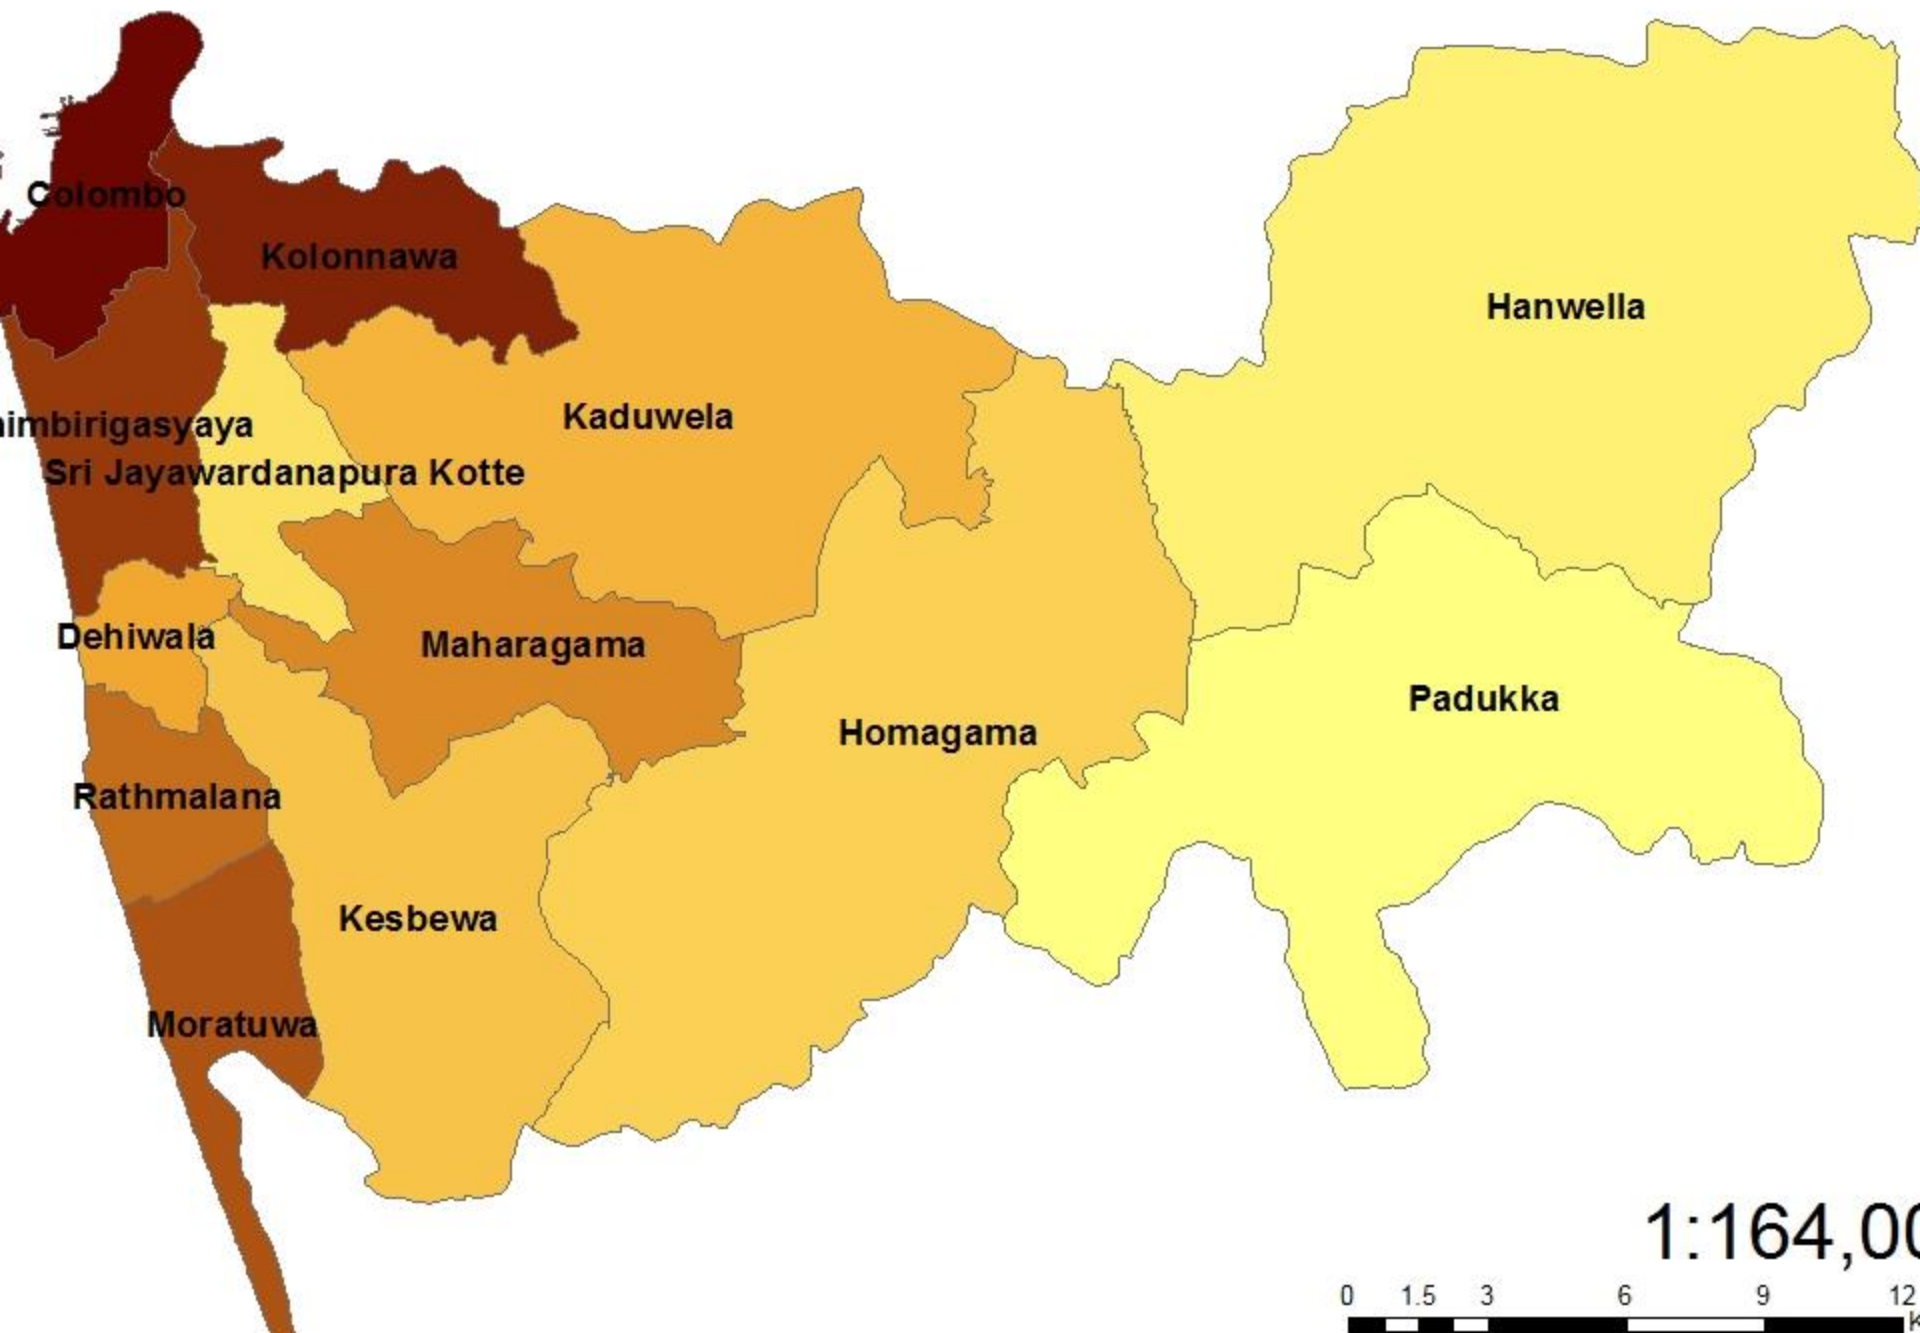 Colombo
Kolonnawa
Hanwella
Kaduwela
himbirigasyaya
Sri Jayawardanapura Kotte
Dehiwala
Maharagama
Padukka
Homagama
Rathmalana
Kesbewa
Moratuwa
1:164,00
0 1.5 3 6 9 12